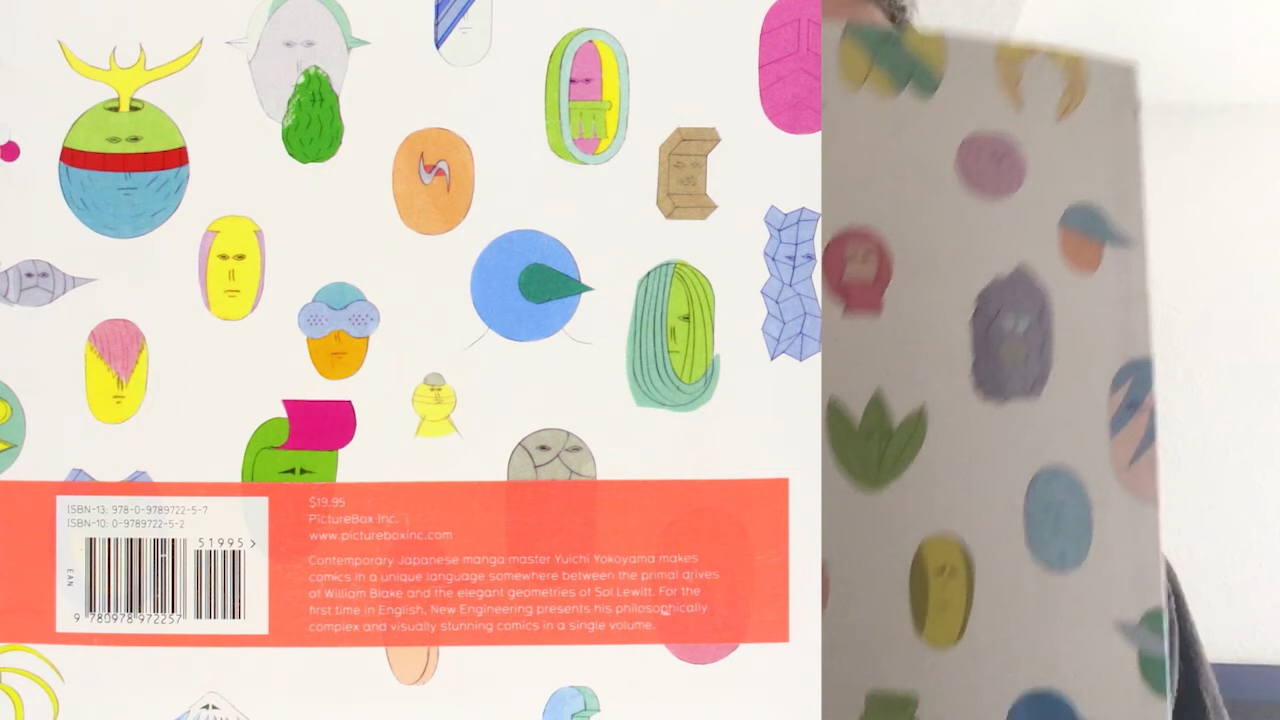 ISBN-13: 978-0-9789722-5-7
ISBN-10: 0-9789722-5-2
51995>
EAN
9 780978 972257
$19.95
PictureBox Inc.
www.pictureboxinc.com
Contemporary Japanese manga master Yuichi Yokoyama makes
comics in a unique language somewhere between the primal drives
of William Blake and the elegant geometries of Sol Lewitt. For the
first time in English, New Engineering presents his philosophically
complex and visually stunning comics in a single volume.